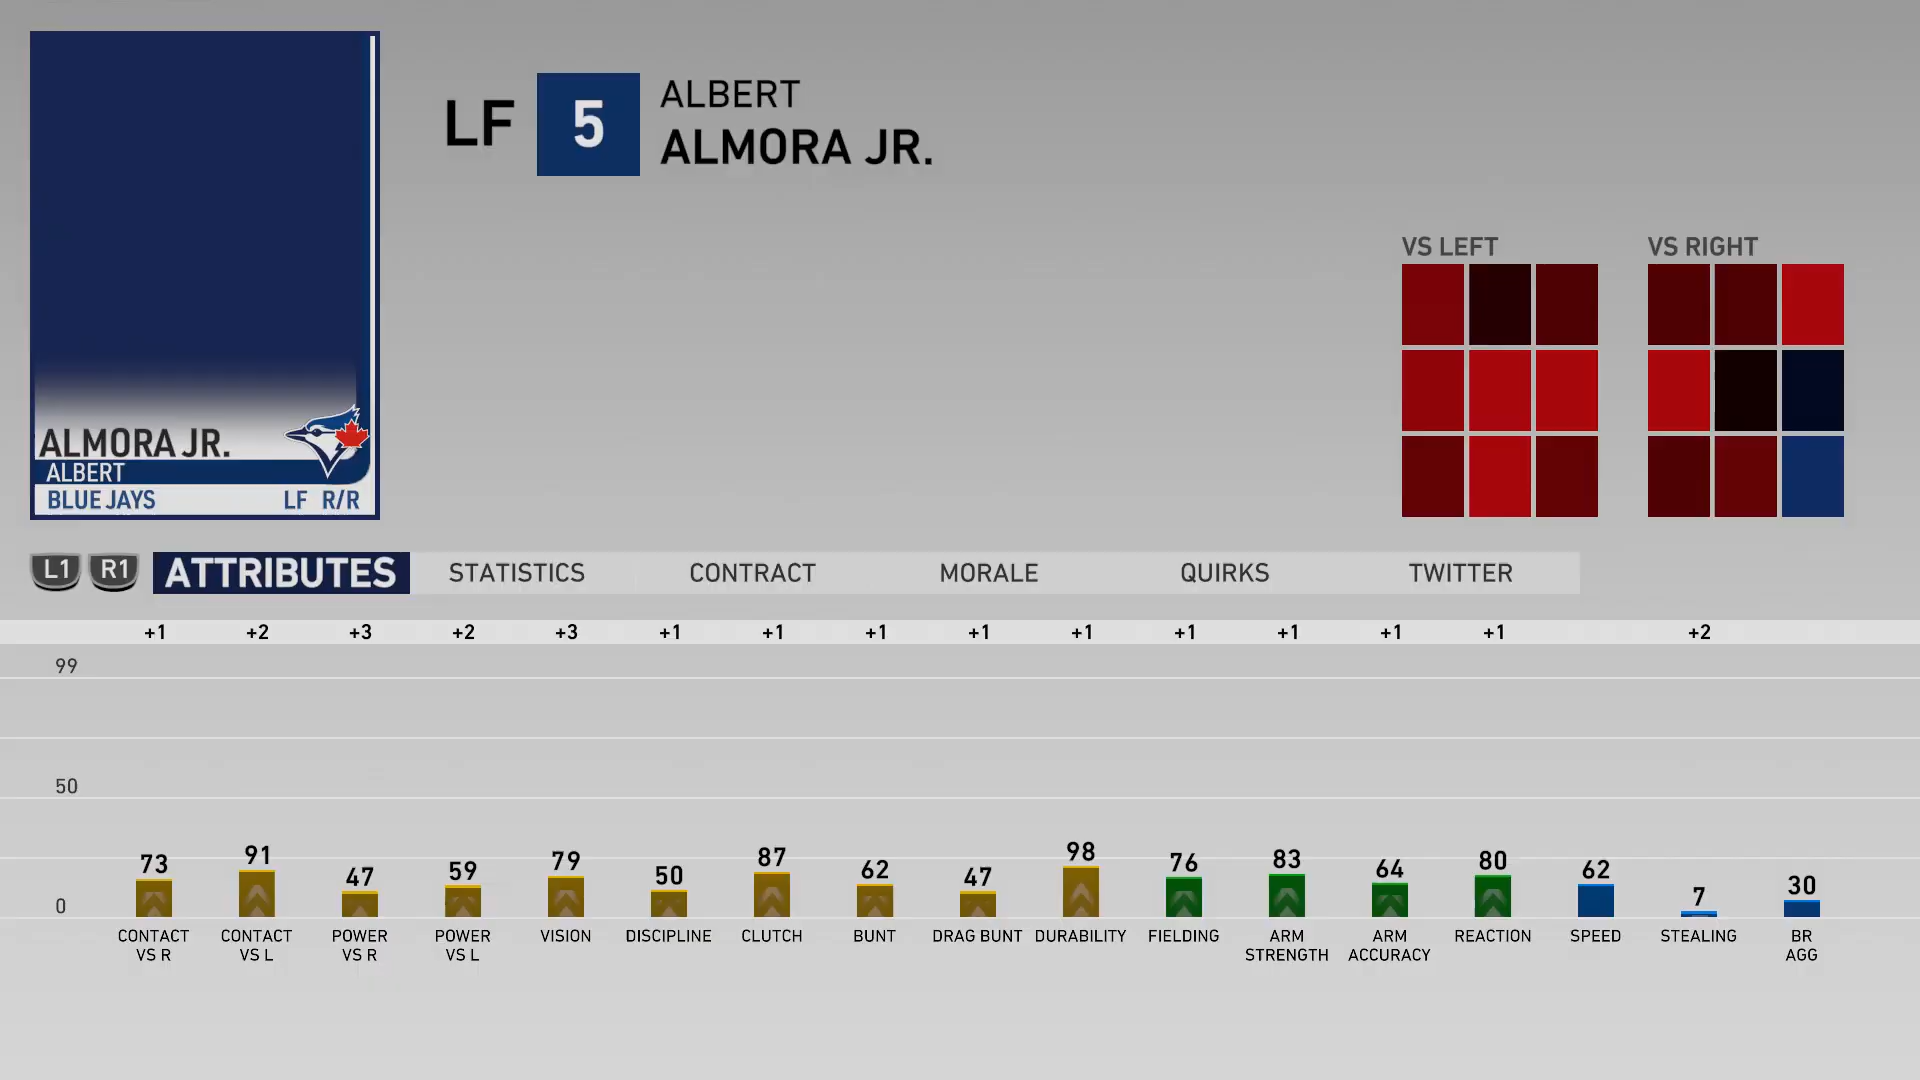 LF 5 ALBERT
ALMORA JR.
VS LEFT VS RIGHT
ALMORA JR.
ALBERT
BLUE JAYS LF R/R
L1 R1 ATTRIBUTES STATISTICS CONTRACT MORALE QUIRKS TWITTER
+1 +2 +3 +2 +3 +1 +1 +1 +1 +1 +1 +1 +1 +1 +2
99
50
0
73 91 47 59 79 50 87 62 47 98 76 83 64 80 62 7 30
CONTACT VS R
CONTACT VS L
POWER VS R
POWER VS L
VISION
DISCIPLINE
CLUTCH
BUNT
DRAG BUNT
DURABILITY
FIELDING
ARM STRENGTH
ARM ACCURACY
REACTION
SPEED
STEALING
BR AGG